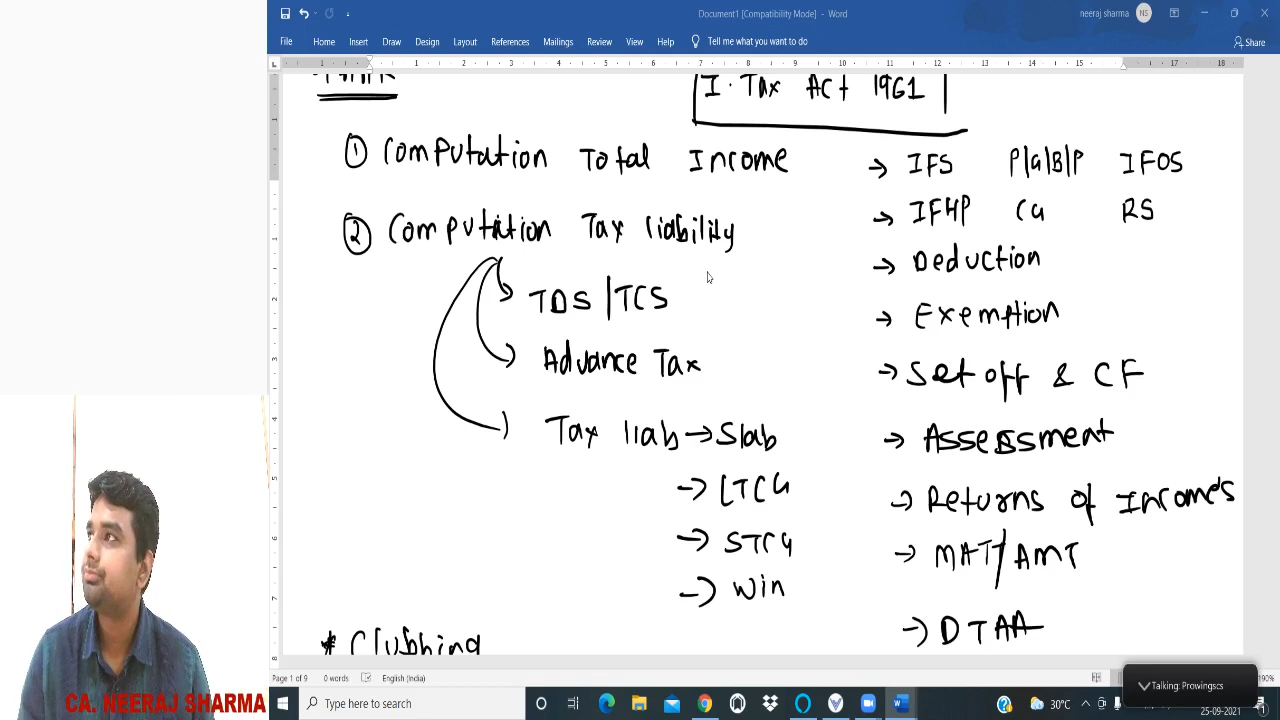 Document1 [Compatibility Mode] - Word
neeraj sharma NS
File Home Insert Draw Design Layout References Mailings Review View Help Tell me what you want to do Share
I. Tax Act 1961
① Computation Total Income
② Computation Tax liability
TDS/TCS
Advance Tax
Tax liab → Slab
→ LTCG
→ STCG
→ Win
* Clubbing
→ IFS P/G/B/P IFOS
→ IFHP CG RS
→ Deduction
→ Exemption
→ Set off & CF
→ Assessment
→ Returns of Income's
→ MAT/AMT
→ DTAA
Page 1 of 9 0 words English (India) 190%
Talking: Prowingscs
CA. NEERAJ SHARMA
Type here to search
30°C
25-09-2021